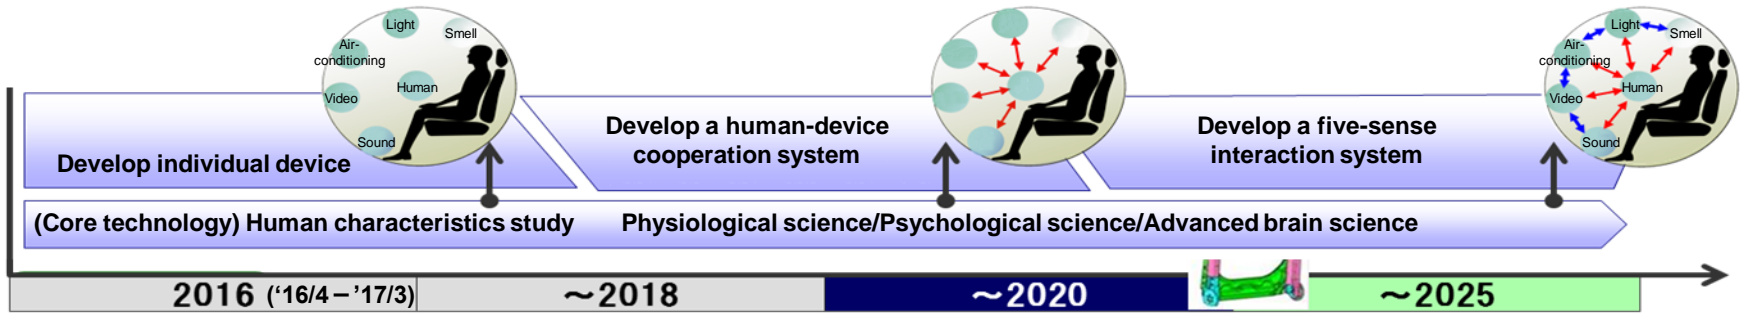 Light
Smell
Air-
conditioning
Human
Video
Sound
Light
Smell
Air-
conditioning
Human
Video
Sound
Develop individual device
Develop a human-device
cooperation system
Develop a five-sense
interaction system
(Core technology) Human characteristics study
Physiological science/Psychological science/Advanced brain science
2016 (‘16/4 – ’17/3)
～2018
～2020
～2025